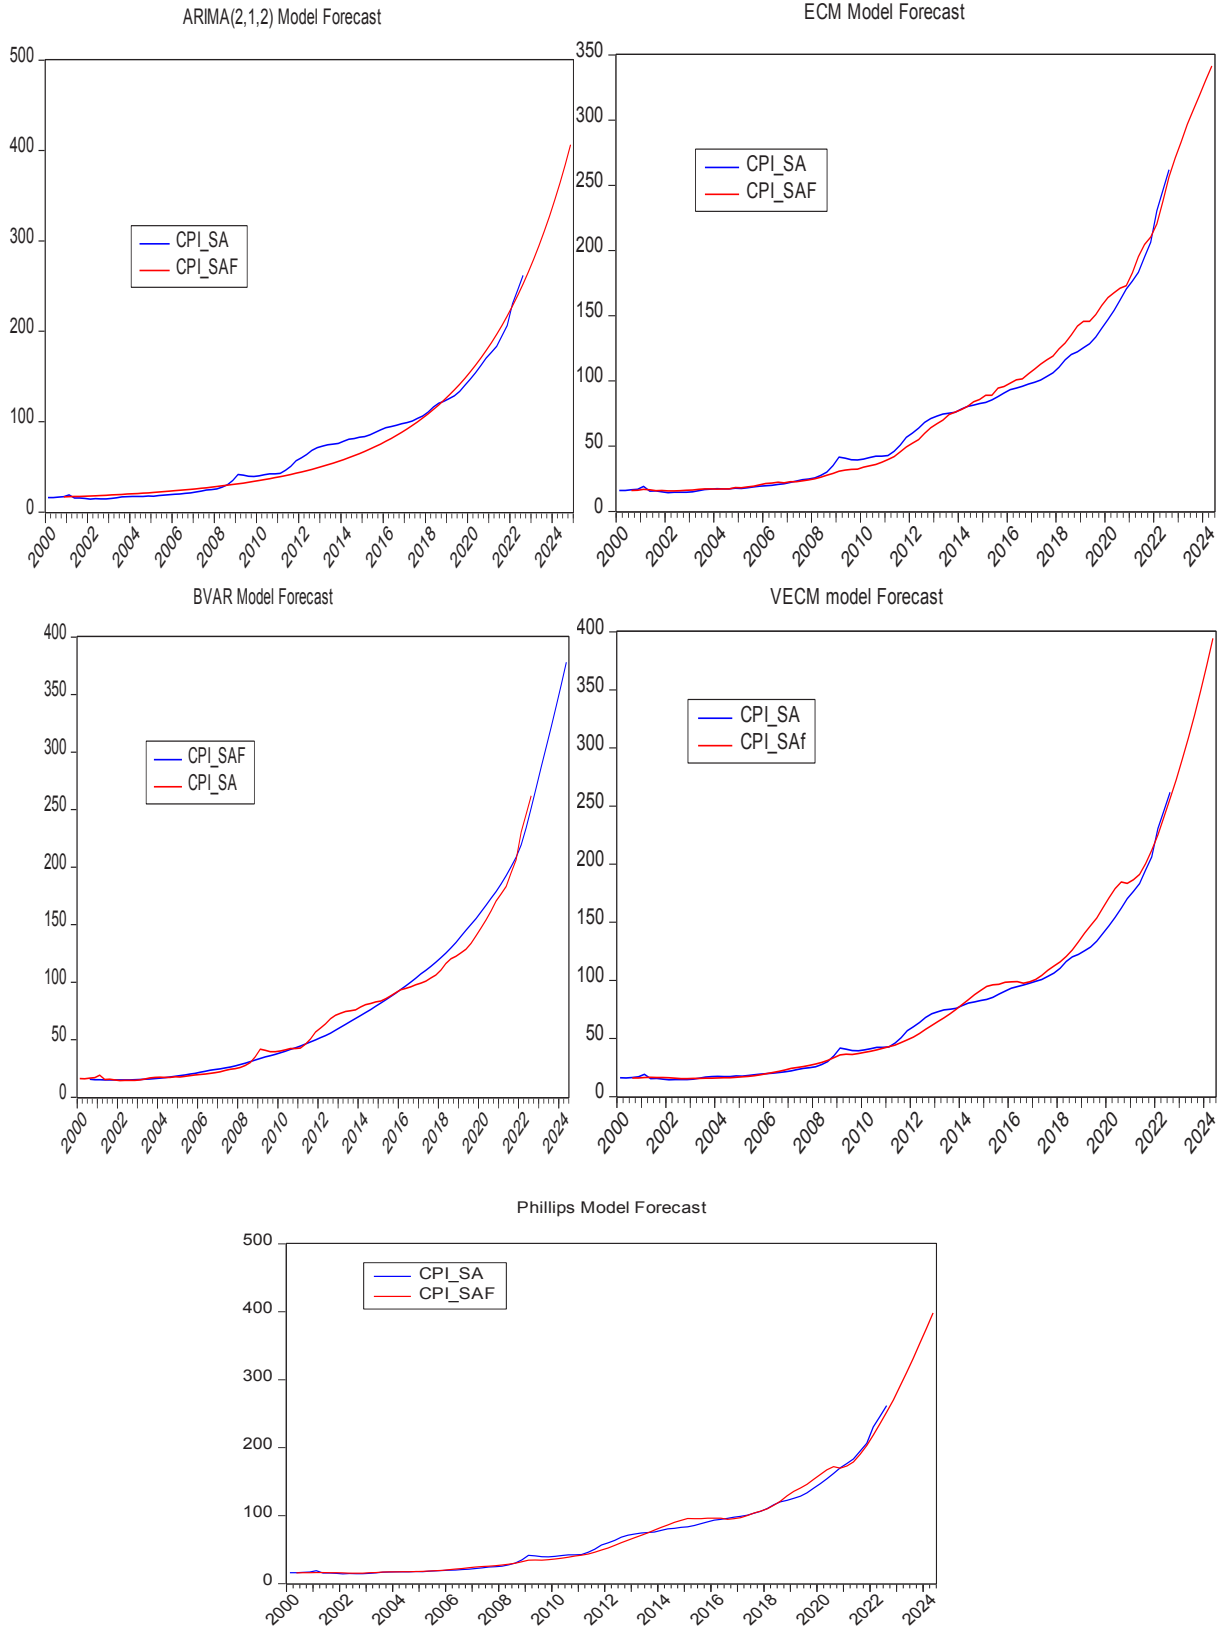 ARIMA(2,1,2) Model Forecast
500
400
300
200
100
0
CPI_SA
CPI_SAF
2000 2002 2004 2006 2008 2010 2012 2014 2016 2018 2020 2022 2024
ECM Model Forecast
350
300
250
200
150
100
50
0
CPI_SA
CPI_SAF
2000 2002 2004 2006 2008 2010 2012 2014 2016 2018 2020 2022 2024
BVAR Model Forecast
400
350
300
250
200
150
100
50
0
CPI_SAF
CPI_SA
2000 2002 2004 2006 2008 2010 2012 2014 2016 2018 2020 2022 2024
VECM model Forecast
400
350
300
250
200
150
100
50
0
CPI_SA
CPI_SAf
2000 2002 2004 2006 2008 2010 2012 2014 2016 2018 2020 2022 2024
Phillips Model Forecast
500
400
300
200
100
0
CPI_SA
CPI_SAF
2000 2002 2004 2006 2008 2010 2012 2014 2016 2018 2020 2022 2024